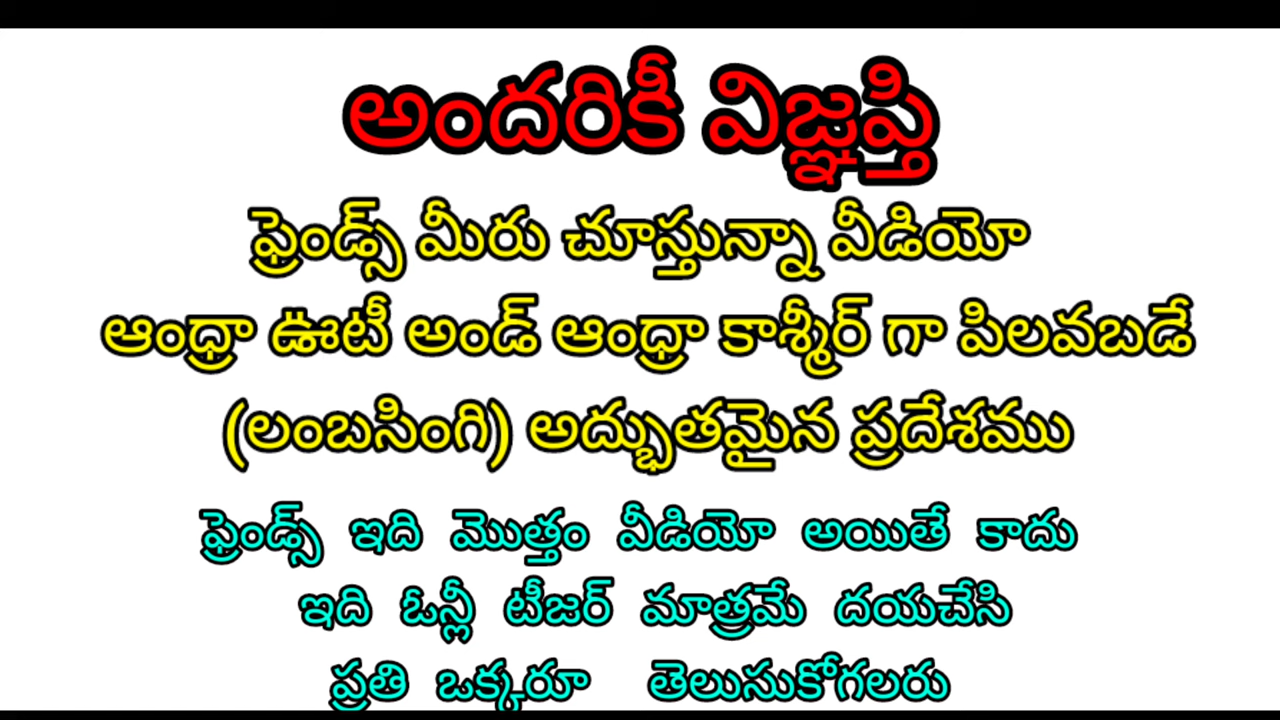 అందరికీ విజ్ఞప్తి
ఫ్రెండ్స్ మీరు చూస్తున్నా వీడియో
ఆంధ్రా ఊటీ అండ్ ఆంధ్రా కాశ్మీర్ గా పిలవబడే
(లంబసింగి) అద్భుతమైన ప్రదేశము
ఫ్రెండ్స్ ఇది మొత్తం వీడియో అయితే కాదు
ఇది ఓన్లీ టీజర్ మాత్రమే దయచేసి
ప్రతి ఒక్కరూ తెలుసుకోగలరు